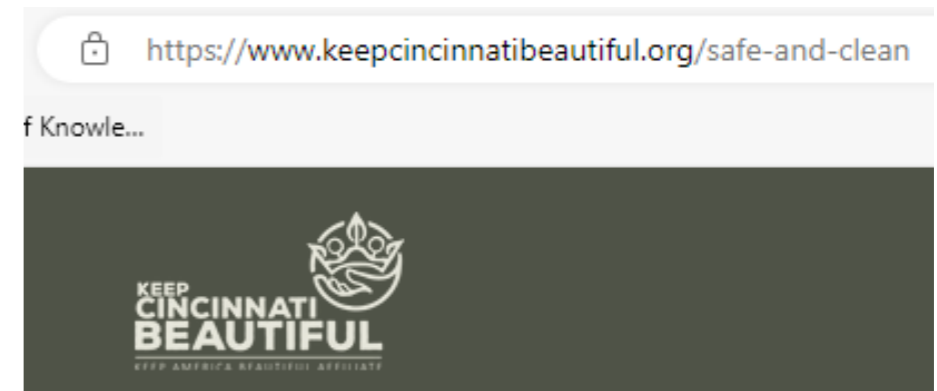 https://www.keepcincinnatibeautiful.org/safe-and-clean
f Knowle...
KEEP
CINCINNATI
BEAUTIFUL
KEEP AMERICA BEAUTIFUL AFFILIATE